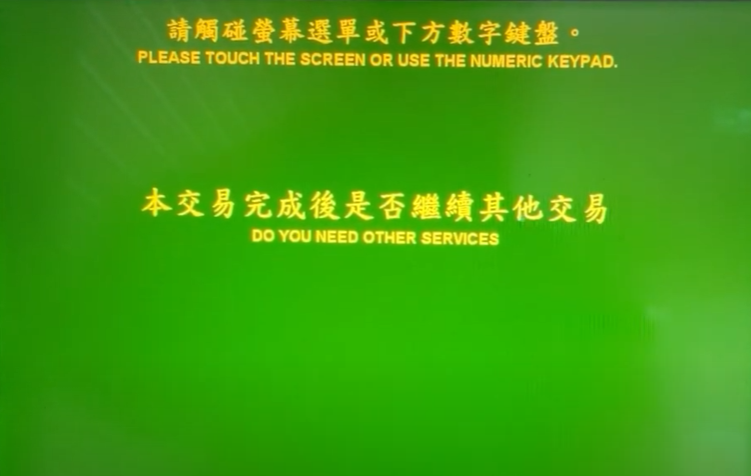 請觸碰螢幕選單或下方數字鍵盤。
PLEASE TOUCH THE SCREEN OR USE THE NUMERIC KEYPAD.
本交易完成後是否繼續其他交易
DO YOU NEED OTHER SERVICES